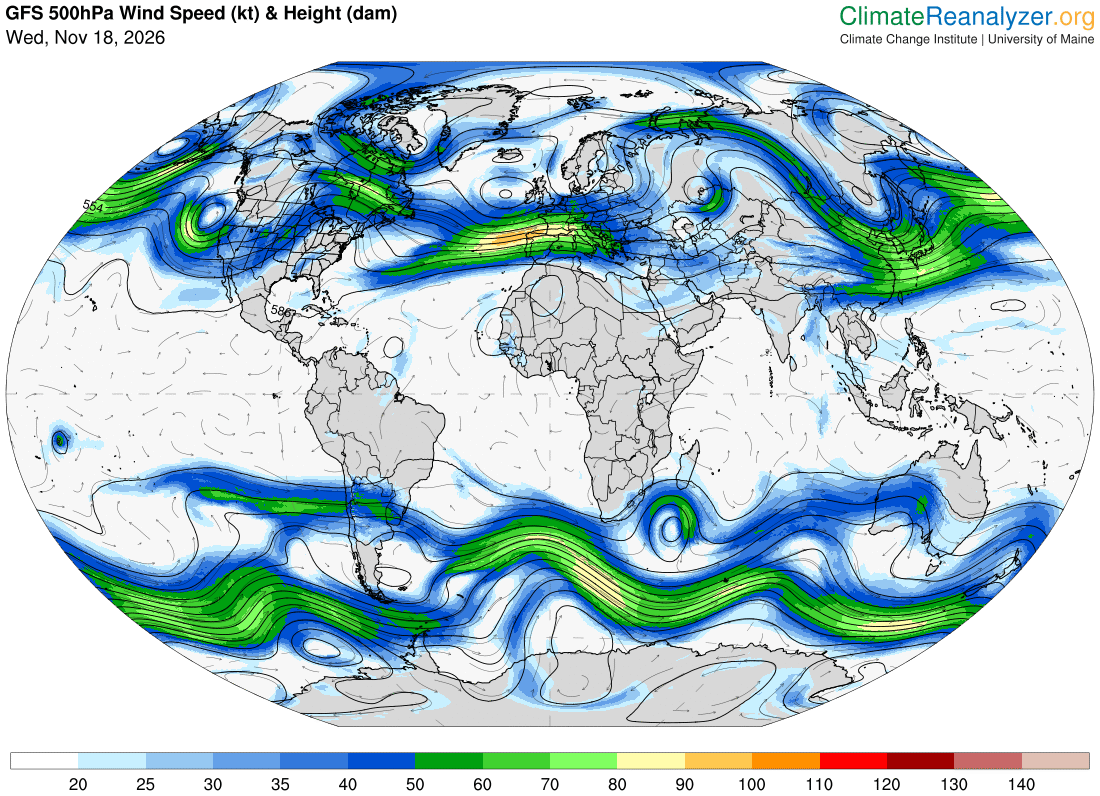 GFS 500hPa Wind Speed (kt) & Height (dam)
Wed, Nov 18, 2026
ClimateReanalyzer.org
Climate Change Institute | University of Maine
554
586
20 25 30 35 40 50 60 70 80 90 100 110 120 130 140